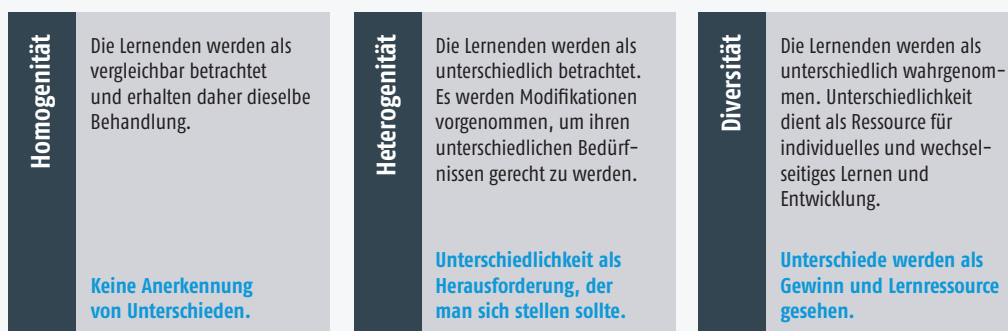 Homogenität
Die Lernenden werden als
vergleichbar betrachtet
und erhalten daher dieselbe
Behandlung.
Keine Anerkennung
von Unterschieden.
Heterogenität
Die Lernenden werden als
unterschiedlich betrachtet.
Es werden Modifikationen
vorgenommen, um ihren
unterschiedlichen Bedürf-
nissen gerecht zu werden.
Unterschiedlichkeit als
Herausforderung, der
man sich stellen sollte.
Diversität
Die Lernenden werden als
unterschiedlich wahrgenom-
men. Unterschiedlichkeit
dient als Ressource für
individuelles und wechsel-
seitiges Lernen und
Entwicklung.
Unterschiede werden als
Gewinn und Lernressource
gesehen.